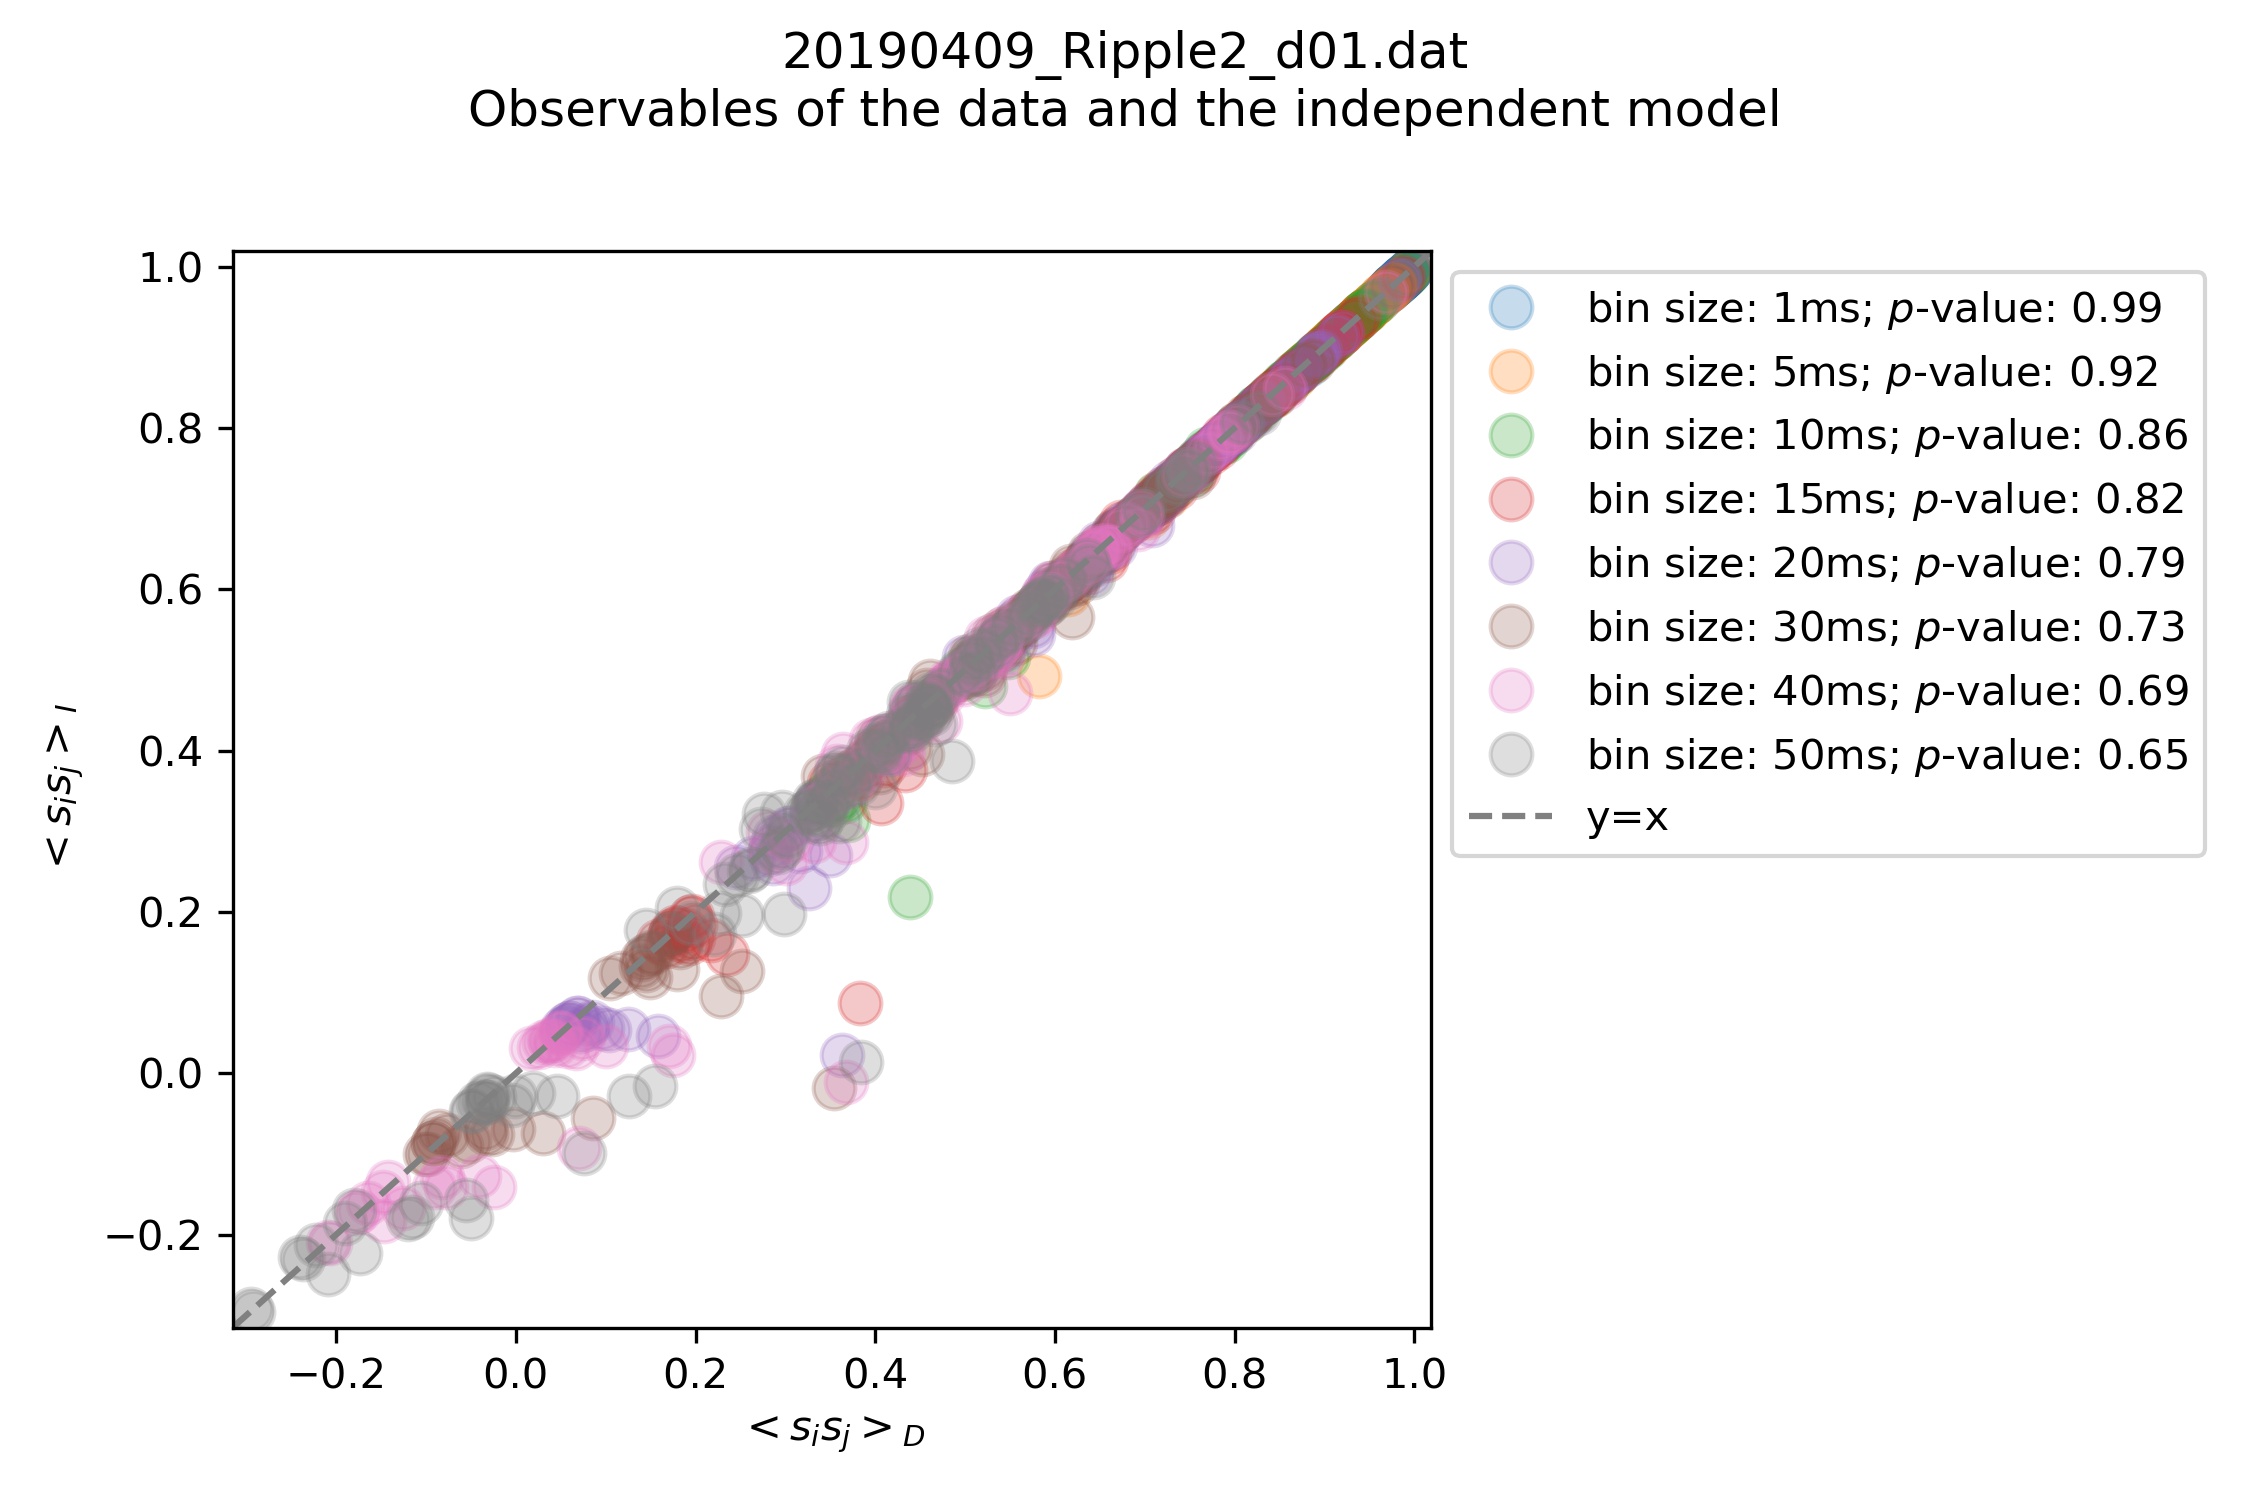 20190409_Ripple2_d01.dat
Observables of the data and the independent model
1.0
0.8
0.6
0.4
0.2
0.0
−0.2
< s_i s_j >_I
−0.2 0.0 0.2 0.4 0.6 0.8 1.0
< s_i s_j >_D
bin size: 1ms; p-value: 0.99
bin size: 5ms; p-value: 0.92
bin size: 10ms; p-value: 0.86
bin size: 15ms; p-value: 0.82
bin size: 20ms; p-value: 0.79
bin size: 30ms; p-value: 0.73
bin size: 40ms; p-value: 0.69
bin size: 50ms; p-value: 0.65
y=x